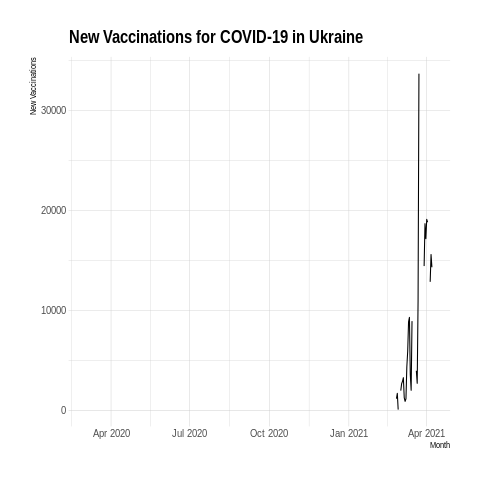 New Vaccinations for COVID-19 in Ukraine
New Vaccinations
30000
20000
10000
0
Apr 2020 Jul 2020 Oct 2020 Jan 2021 Apr 2021
Month